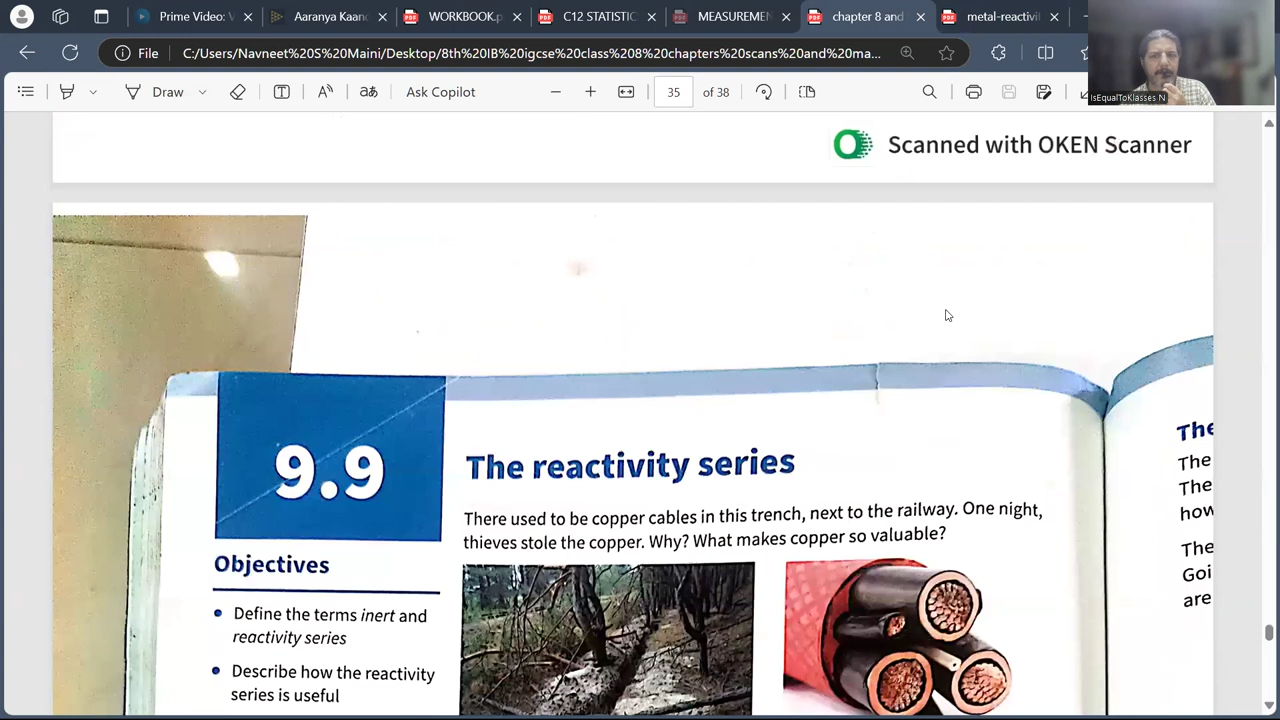 Prime Video: V
Aaranya Kaan
WORKBOOK.p
C12 STATISTIC
MEASUREMEN
chapter 8 and
metal-reactivi
File
C:/Users/Navneet%20S%20Maini/Desktop/8th%20IB%20igcse%20class%208%20chapters%20scans%20and%20ma...
Draw
aあ
Ask Copilot
35 of 38
IsEqualToKlasses N
Scanned with OKEN Scanner
9.9
The reactivity series
There used to be copper cables in this trench, next to the railway. One night,
thieves stole the copper. Why? What makes copper so valuable?
Objectives
• Define the terms inert and
reactivity series
• Describe how the reactivity
series is useful
The
The
The
how
The
Goi
are